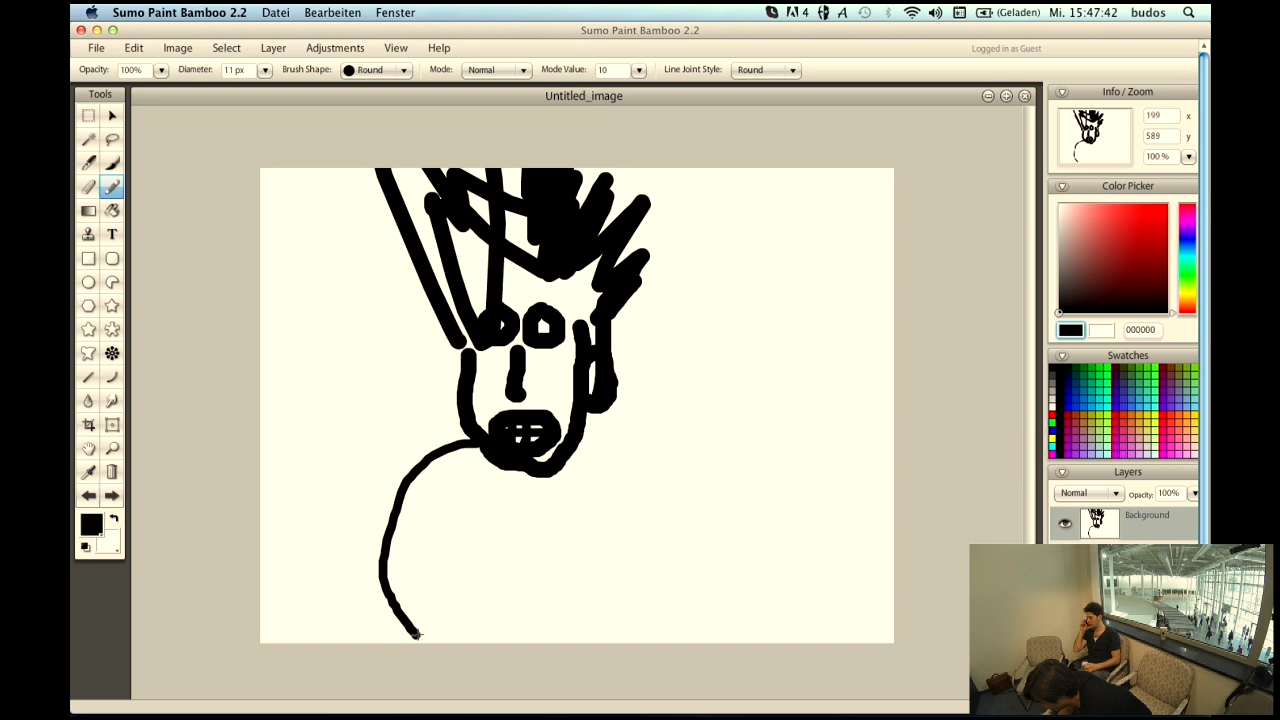 Sumo Paint Bamboo 2.2 Datei Bearbeiten Fenster 4 (Geladen) Mi. 15:47:42 budos
Sumo Paint Bamboo 2.2
File Edit Image Select Layer Adjustments View Help Logged in as Guest
Opacity: 100% Diameter: 11 px Brush Shape: Round Mode: Normal Mode Value: 10 Line Joint Style: Round
Tools Untitled_image Info / Zoom
199 x
589 y
100 %
Color Picker
T
000000
Swatches
Layers
Normal Opacity: 100%
Background